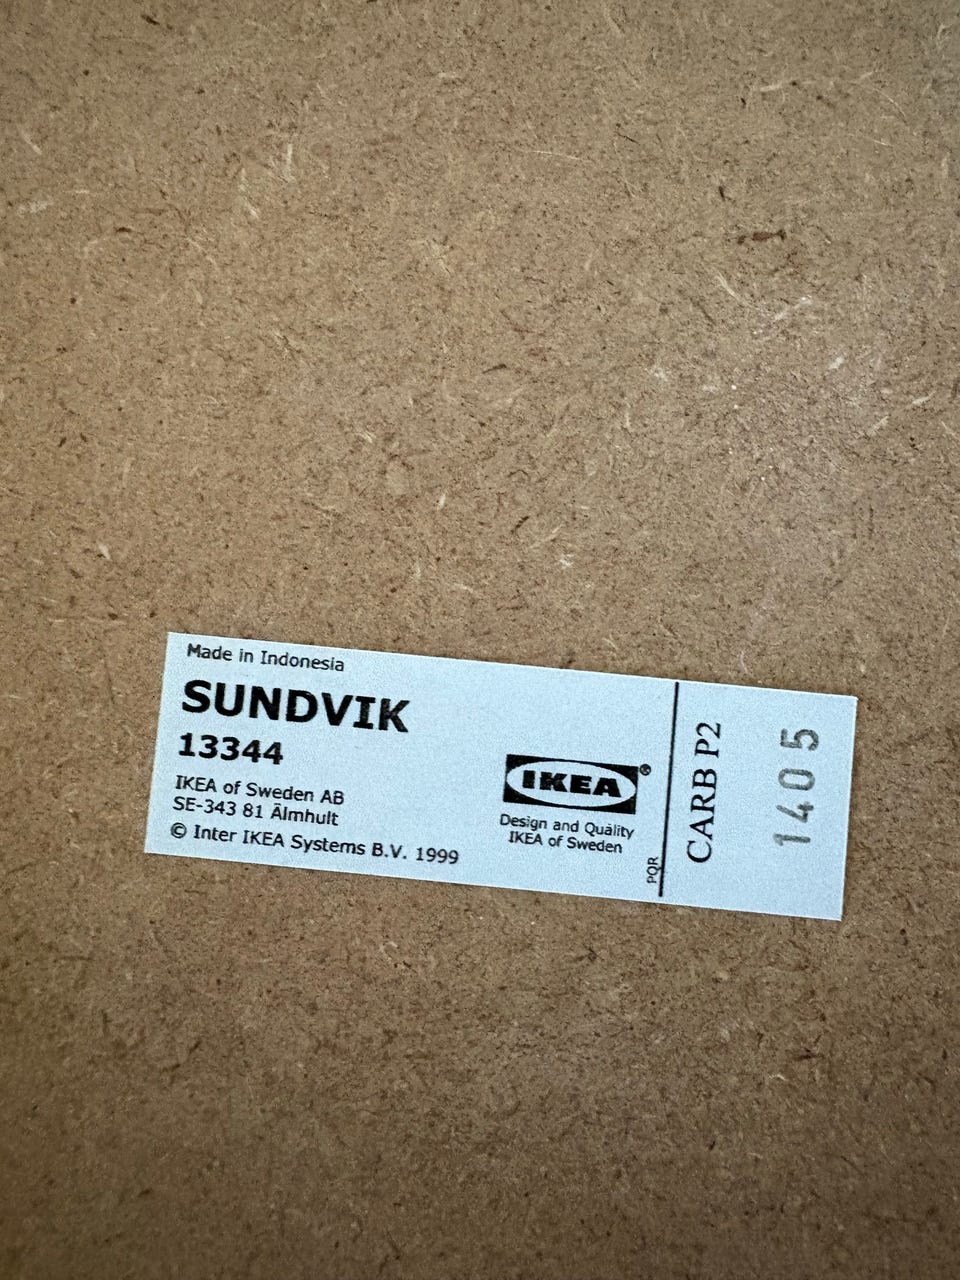 Made in Indonesia
SUNDVIK
13344
IKEA of Sweden AB
SE-343 81 Älmhult
© Inter IKEA Systems B.V. 1999
IKEA®
Design and Quality
IKEA of Sweden
PQR
CARB P2
1405